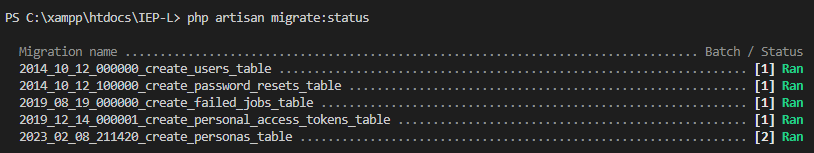 PS C:\xampp\htdocs\IEP-L> php artisan migrate:status
Migration name ........................................................................ Batch / Status
2014_10_12_000000_create_users_table ............................................................ [1] Ran
2014_10_12_100000_create_password_resets_table .................................................. [1] Ran
2019_08_19_000000_create_failed_jobs_table ...................................................... [1] Ran
2019_12_14_000001_create_personal_access_tokens_table ........................................... [1] Ran
2023_02_08_211420_create_personas_table ......................................................... [2] Ran